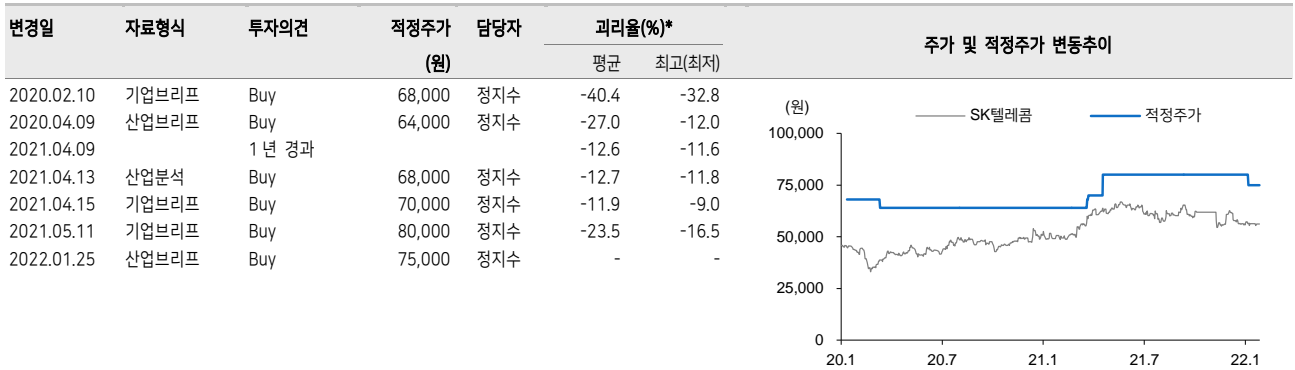 변경일 자료형식 투자의견 적정주가 담당자 괴리율(%)*
(원) 평균 최고(최저)
2020.02.10 기업브리프 Buy 68,000 정지수 -40.4 -32.8
2020.04.09 산업브리프 Buy 64,000 정지수 -27.0 -12.0
2021.04.09 1년 경과 -12.6 -11.6
2021.04.13 산업분석 Buy 68,000 정지수 -12.7 -11.8
2021.04.15 기업브리프 Buy 70,000 정지수 -11.9 -9.0
2021.05.11 기업브리프 Buy 80,000 정지수 -23.5 -16.5
2022.01.25 산업브리프 Buy 75,000 정지수 - -
주가 및 적정주가 변동추이
(원)
SK텔레콤 적정주가
100,000
75,000
50,000
25,000
0
20.1 20.7 21.1 21.7 22.1